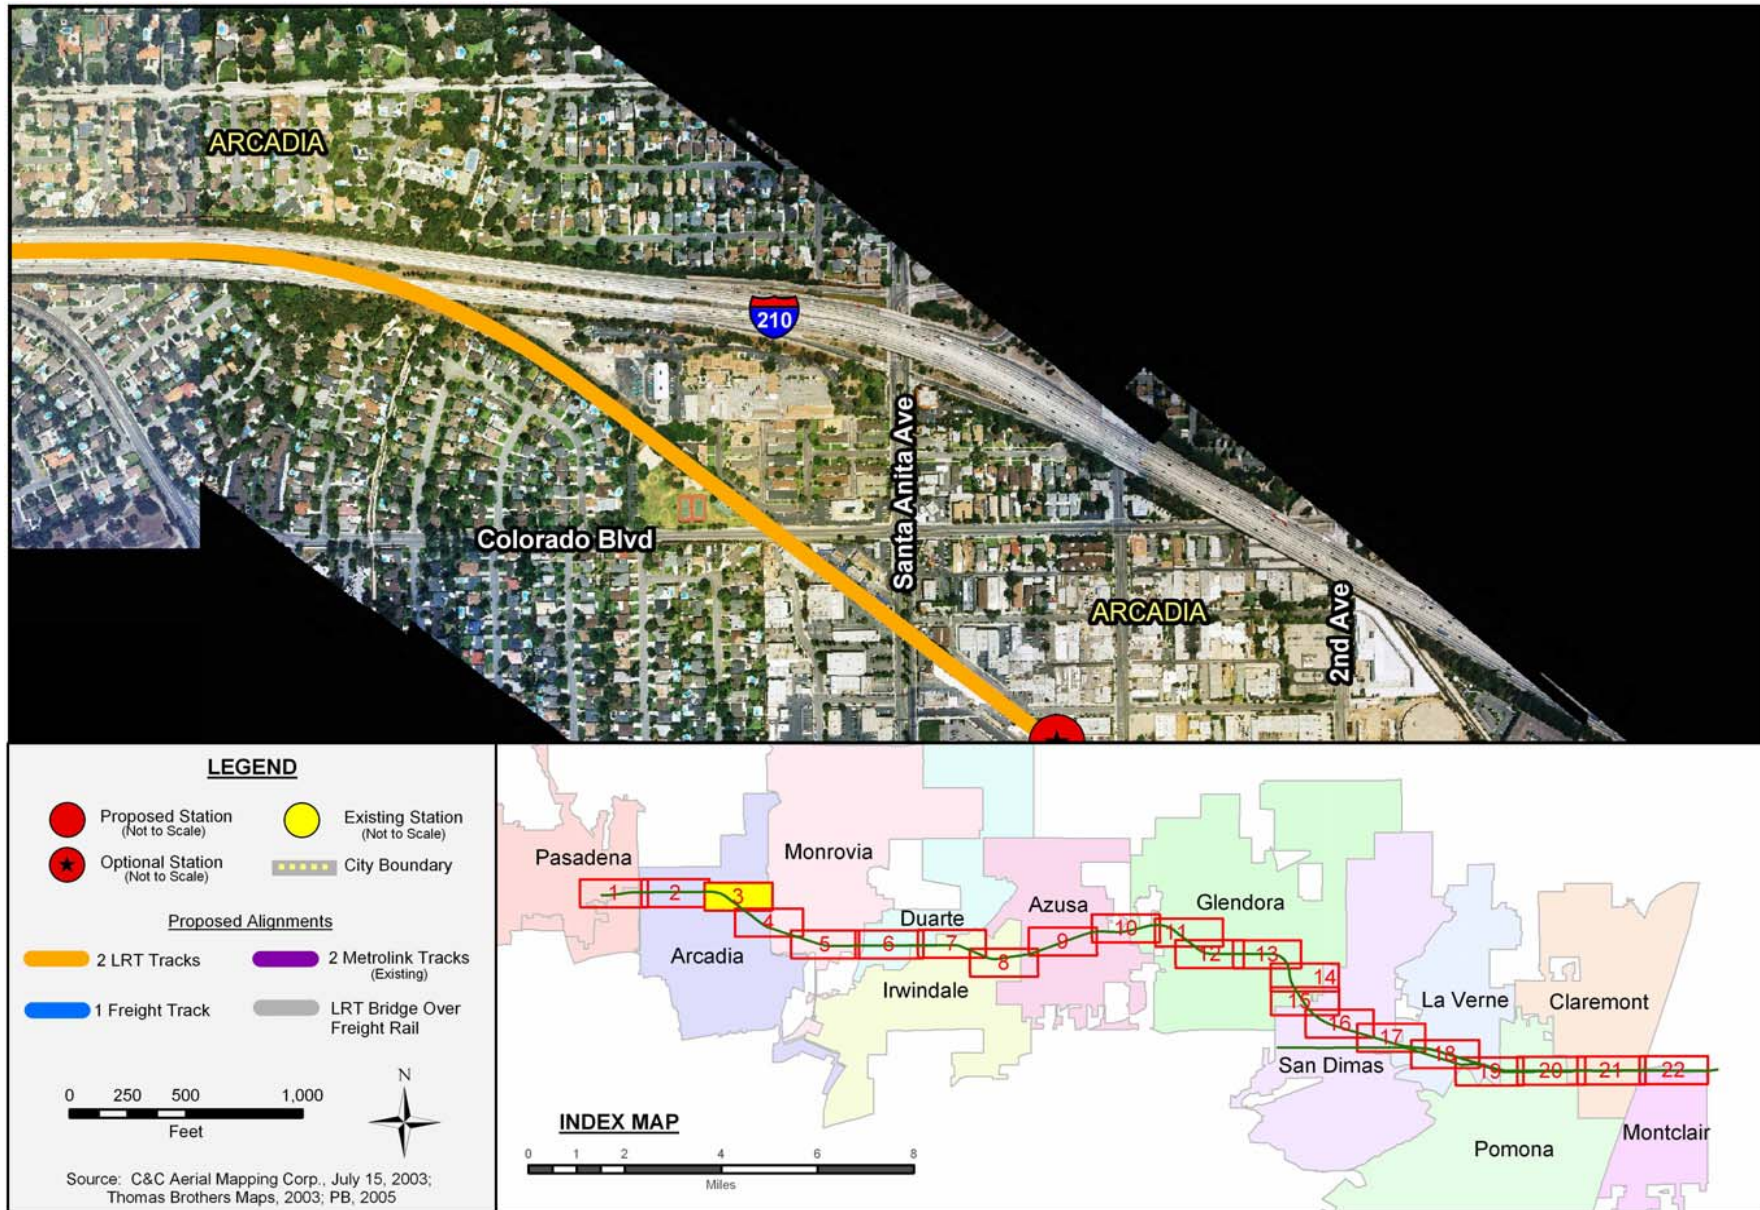 ARCADIA
210
Santa Anita Ave
Colorado Blvd
ARCADIA
2nd Ave
LEGEND
Proposed Station
(Not to Scale)
Existing Station
(Not to Scale)
Optional Station
(Not to Scale)
City Boundary
Proposed Alignments
2 LRT Tracks
2 Metrolink Tracks
(Existing)
1 Freight Track
LRT Bridge Over
Freight Rail
N
0 250 500 1,000
Feet
Source: C&C Aerial Mapping Corp., July 15, 2003;
Thomas Brothers Maps, 2003; PB, 2005
Pasadena
Monrovia
Arcadia
Duarte
Irwindale
Azusa
Glendora
San Dimas
La Verne
Claremont
Pomona
Montclair
1
2
3
4
5
6
7
8
9
10
11
12
13
14
15
16
17
18
19
20
21
22
INDEX MAP
0 1 2 4 6 8
Miles